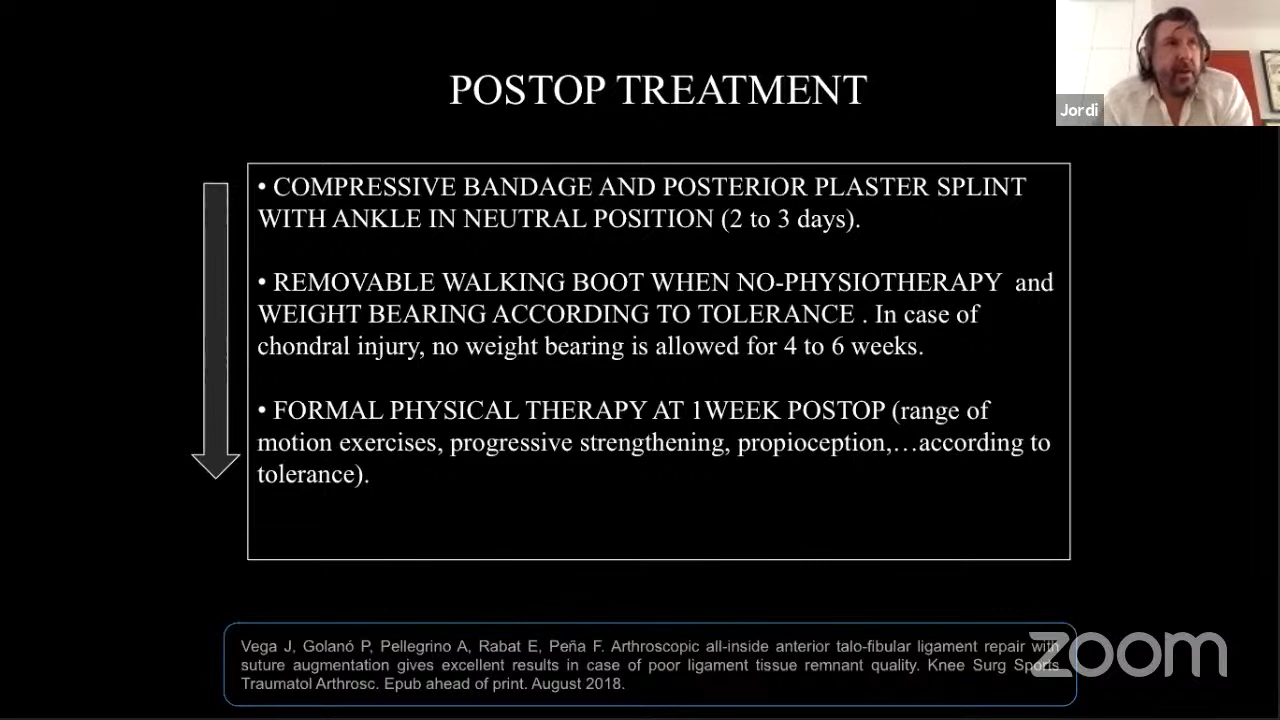 POSTOP TREATMENT
Jordi
• COMPRESSIVE BANDAGE AND POSTERIOR PLASTER SPLINT
WITH ANKLE IN NEUTRAL POSITION (2 to 3 days).
• REMOVABLE WALKING BOOT WHEN NO-PHYSIOTHERAPY and
WEIGHT BEARING ACCORDING TO TOLERANCE . In case of
chondral injury, no weight bearing is allowed for 4 to 6 weeks.
• FORMAL PHYSICAL THERAPY AT 1WEEK POSTOP (range of
motion exercises, progressive strengthening, propioception,…according to
tolerance).
Vega J, Golanó P, Pellegrino A, Rabat E, Peña F. Arthroscopic all-inside anterior talo-fibular ligament repair with
suture augmentation gives excellent results in case of poor ligament tissue remnant quality. Knee Surg Sports
Traumatol Arthrosc. Epub ahead of print. August 2018.
zoom